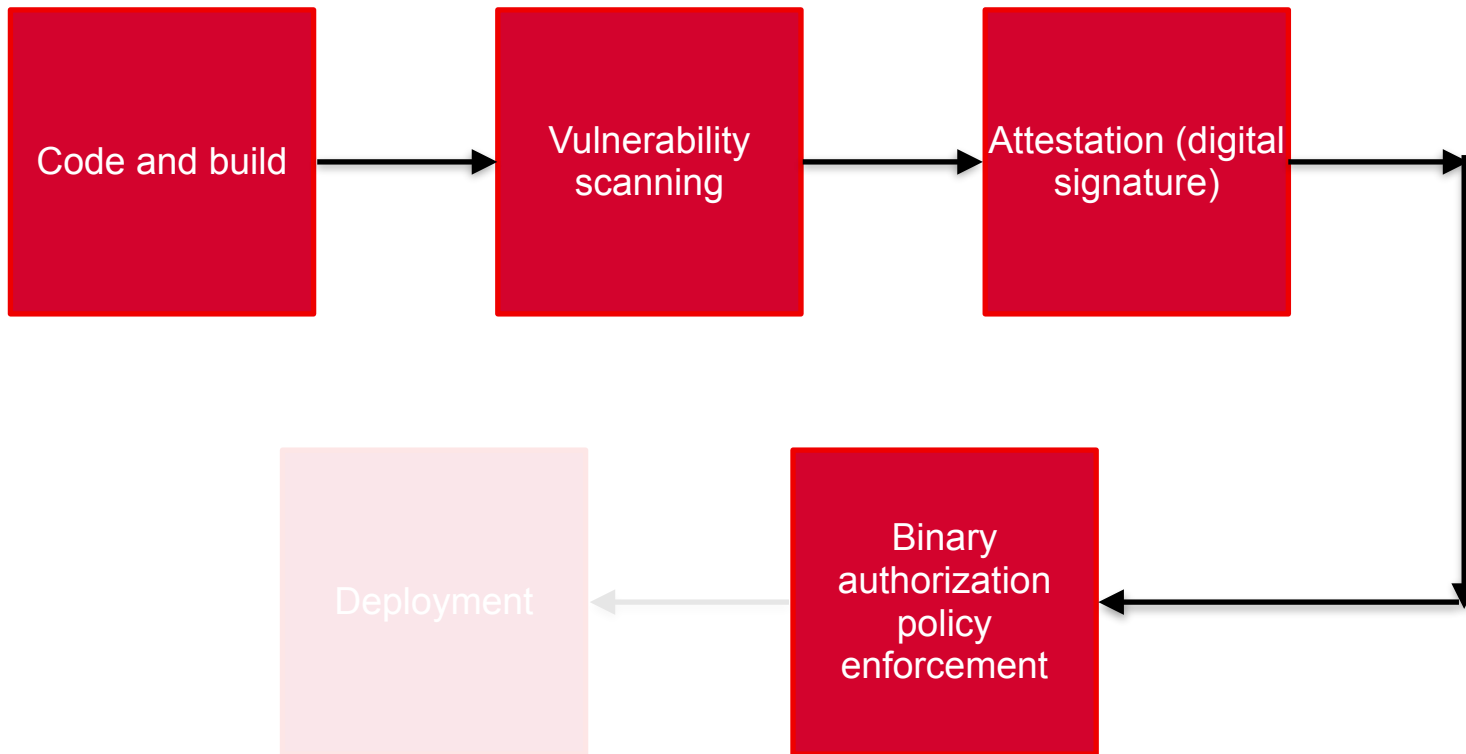 Code and build
Vulnerability
scanning
Attestation (digital
signature)
Deployment
Binary
authorization
policy
enforcement